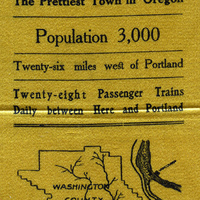 The Prettiest Town in Oregon
Population 3,000
Twenty-six miles west of Portland
Twenty-eight Passenger Trains
Daily between Here and Portland
WASHINGTON
COUNTY